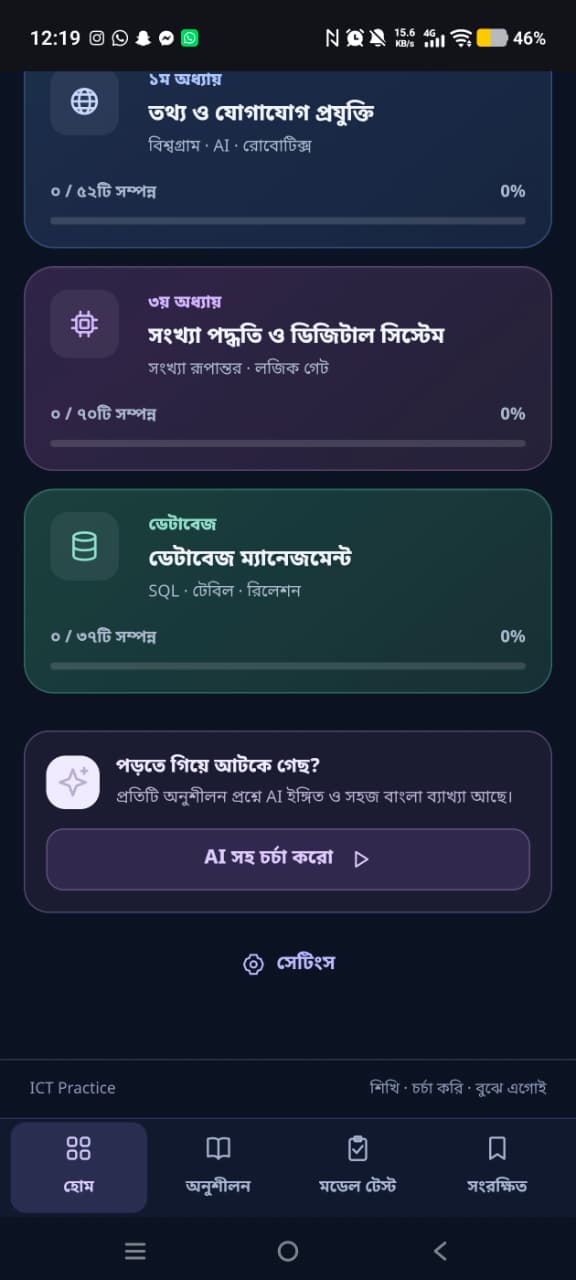 12:19
15.6 KB/s 4G 46%
১ম অধ্যায়
তথ্য ও যোগাযোগ প্রযুক্তি
বিশ্বগ্রাম · AI · রোবোটিক্স
০ / ৫২টি সম্পন্ন 0%
৩য় অধ্যায়
সংখ্যা পদ্ধতি ও ডিজিটাল সিস্টেম
সংখ্যা রূপান্তর · লজিক গেট
০ / ৭০টি সম্পন্ন 0%
ডেটাবেজ
ডেটাবেজ ম্যানেজমেন্ট
SQL · টেবিল · রিলেশন
০ / ৩৭টি সম্পন্ন 0%
পড়তে গিয়ে আটকে গেছ?
প্রতিটি অনুশীলন প্রশ্নে AI ইঙ্গিত ও সহজ বাংলা ব্যাখ্যা আছে।
AI সহ চর্চা করো
সেটিংস
ICT Practice শিখি · চর্চা করি · বুঝে এগোই
হোম অনুশীলন মডেল টেস্ট সংরক্ষিত